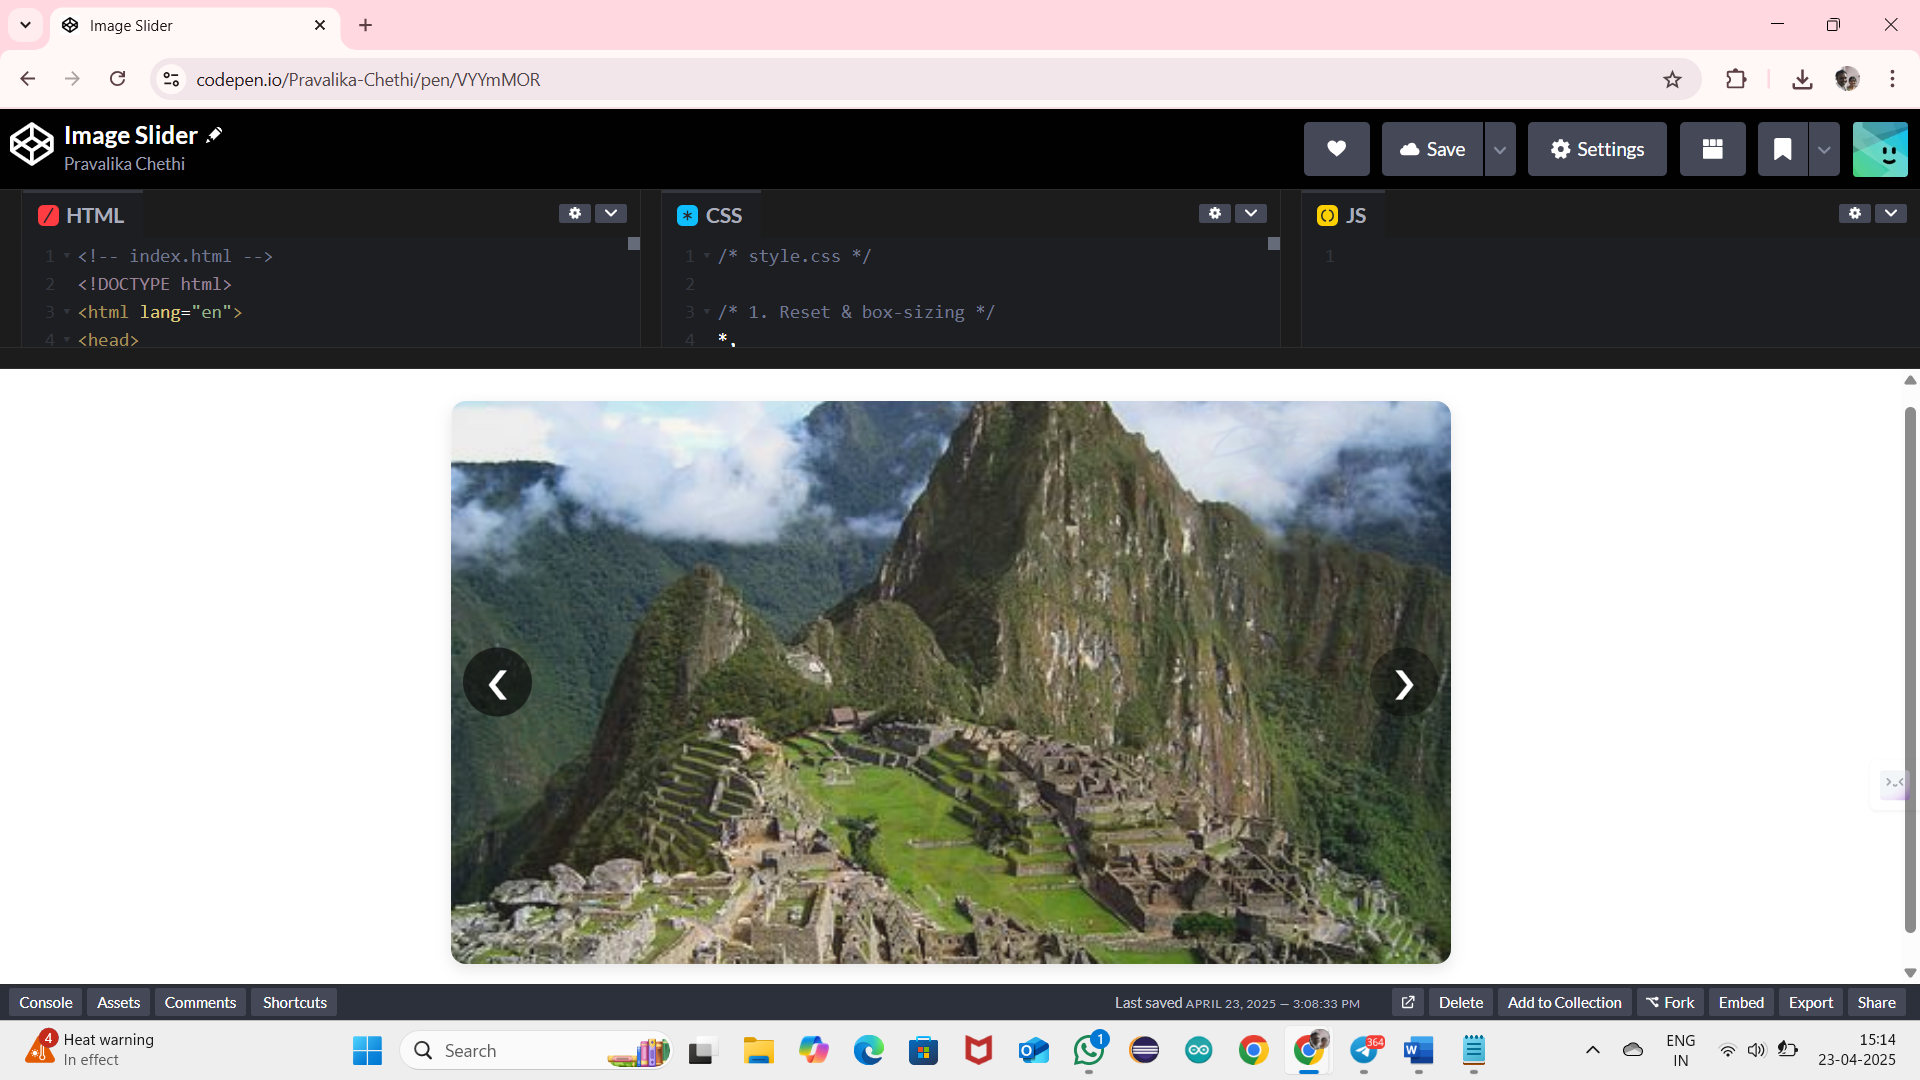 Image Slider
codepen.io/Pravalika-Chethi/pen/VYYmMOR
Image Slider
Pravalika Chethi
Save
Settings
HTML
1 <!-- index.html -->
2 <!DOCTYPE html>
3 <html lang="en">
4 <head>
CSS
1 /* style.css */
2
3 /* 1. Reset & box-sizing */
4 *,
JS
1
Console Assets Comments Shortcuts
Last saved APRIL 23, 2025 — 3:08:33 PM
Delete Add to Collection Fork Embed Export Share
4
Heat warning
In effect
Search
1
364
ENG
IN
15:14
23-04-2025